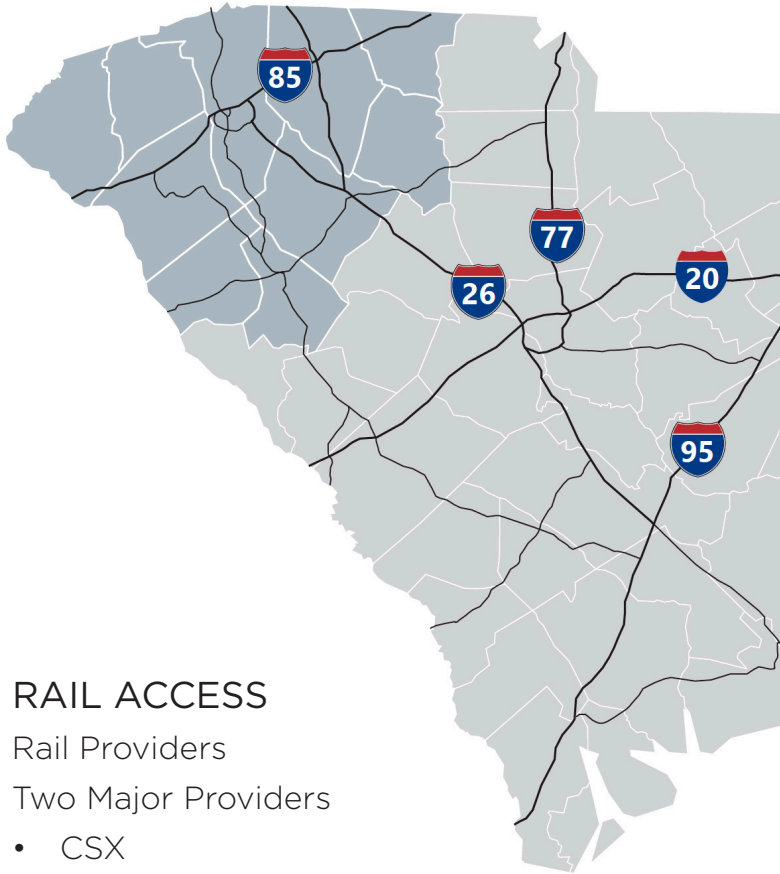 85
77
20
26
95
RAIL ACCESS
Rail Providers
Two Major Providers
• CSX